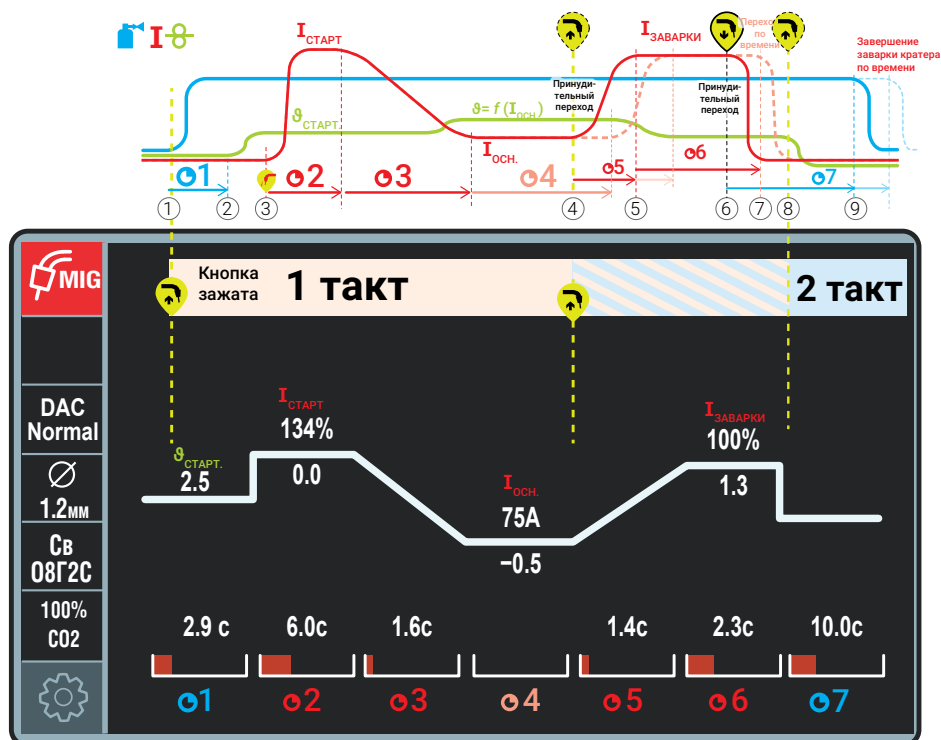 I
IСТАРТ
IЗАВАРКИ
Переход
по
времени
Завершение
заварки кратера
по времени
Принуди-
тельный
переход
Принуди-
тельный
переход
ϑСТАРТ.
ϑ= f (IОСН.)
IОСН.
1
2
3
4
5
6
7
1 2 3 4 5 6 7 8 9
MIG
Кнопка
зажата
1 такт
2 такт
DAC
Normal
1.2мм
Св
08Г2С
100%
CO2
IСТАРТ
134%
0.0
ϑСТАРТ.
2.5
IОСН.
75A
−0.5
IЗАВАРКИ
100%
1.3
2.9 с 6.0с 1.6с 1.4с 2.3с 10.0с
1 2 3 4 5 6 7